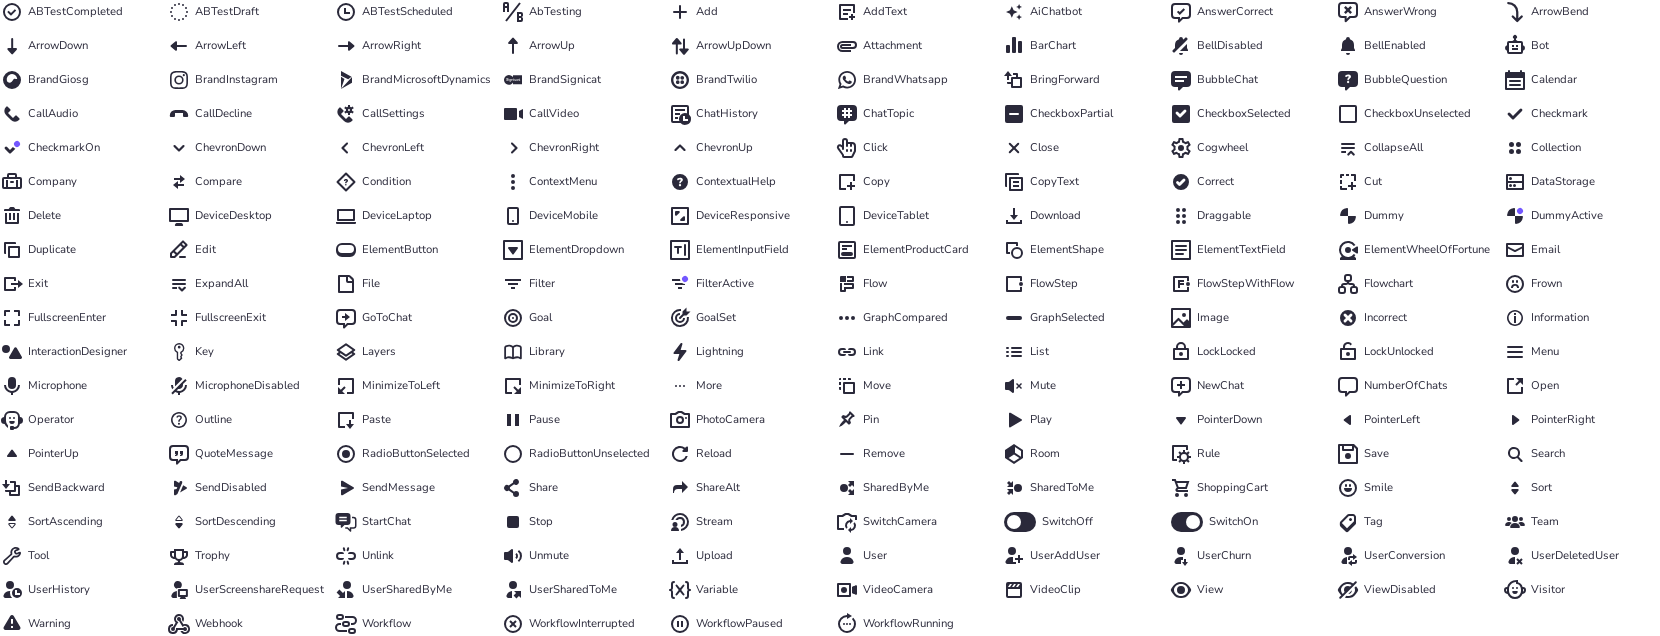 ABTestCompleted ABTestDraft ABTestScheduled AbTesting Add AddText AiChatbot AnswerCorrect AnswerWrong ArrowBend
ArrowDown ArrowLeft ArrowRight ArrowUp ArrowUpDown Attachment BarChart BellDisabled BellEnabled Bot
BrandGiosg BrandInstagram BrandMicrosoftDynamics BrandSignicat BrandTwilio BrandWhatsapp BringForward BubbleChat BubbleQuestion Calendar
CallAudio CallDecline CallSettings CallVideo ChatHistory ChatTopic CheckboxPartial CheckboxSelected CheckboxUnselected Checkmark
CheckmarkOn ChevronDown ChevronLeft ChevronRight ChevronUp Click Close Cogwheel CollapseAll Collection
Company Compare Condition ContextMenu ContextualHelp Copy CopyText Correct Cut DataStorage
Delete DeviceDesktop DeviceLaptop DeviceMobile DeviceResponsive DeviceTablet Download Draggable Dummy DummyActive
Duplicate Edit ElementButton ElementDropdown ElementInputField ElementProductCard ElementShape ElementTextField ElementWheelOfFortune Email
Exit ExpandAll File Filter FilterActive Flow FlowStep FlowStepWithFlow Flowchart Frown
FullscreenEnter FullscreenExit GoToChat Goal GoalSet GraphCompared GraphSelected Image Incorrect Information
InteractionDesigner Key Layers Library Lightning Link List LockLocked LockUnlocked Menu
Microphone MicrophoneDisabled MinimizeToLeft MinimizeToRight More Move Mute NewChat NumberOfChats Open
Operator Outline Paste Pause PhotoCamera Pin Play PointerDown PointerLeft PointerRight
PointerUp QuoteMessage RadioButtonSelected RadioButtonUnselected Reload Remove Room Rule Save Search
SendBackward SendDisabled SendMessage Share ShareAlt SharedByMe SharedToMe ShoppingCart Smile Sort
SortAscending SortDescending StartChat Stop Stream SwitchCamera SwitchOff SwitchOn Tag Team
Tool Trophy Unlink Unmute Upload User UserAddUser UserChurn UserConversion UserDeletedUser
UserHistory UserScreenshareRequest UserSharedByMe UserSharedToMe Variable VideoCamera VideoClip View ViewDisabled Visitor
Warning Webhook Workflow WorkflowInterrupted WorkflowPaused WorkflowRunning